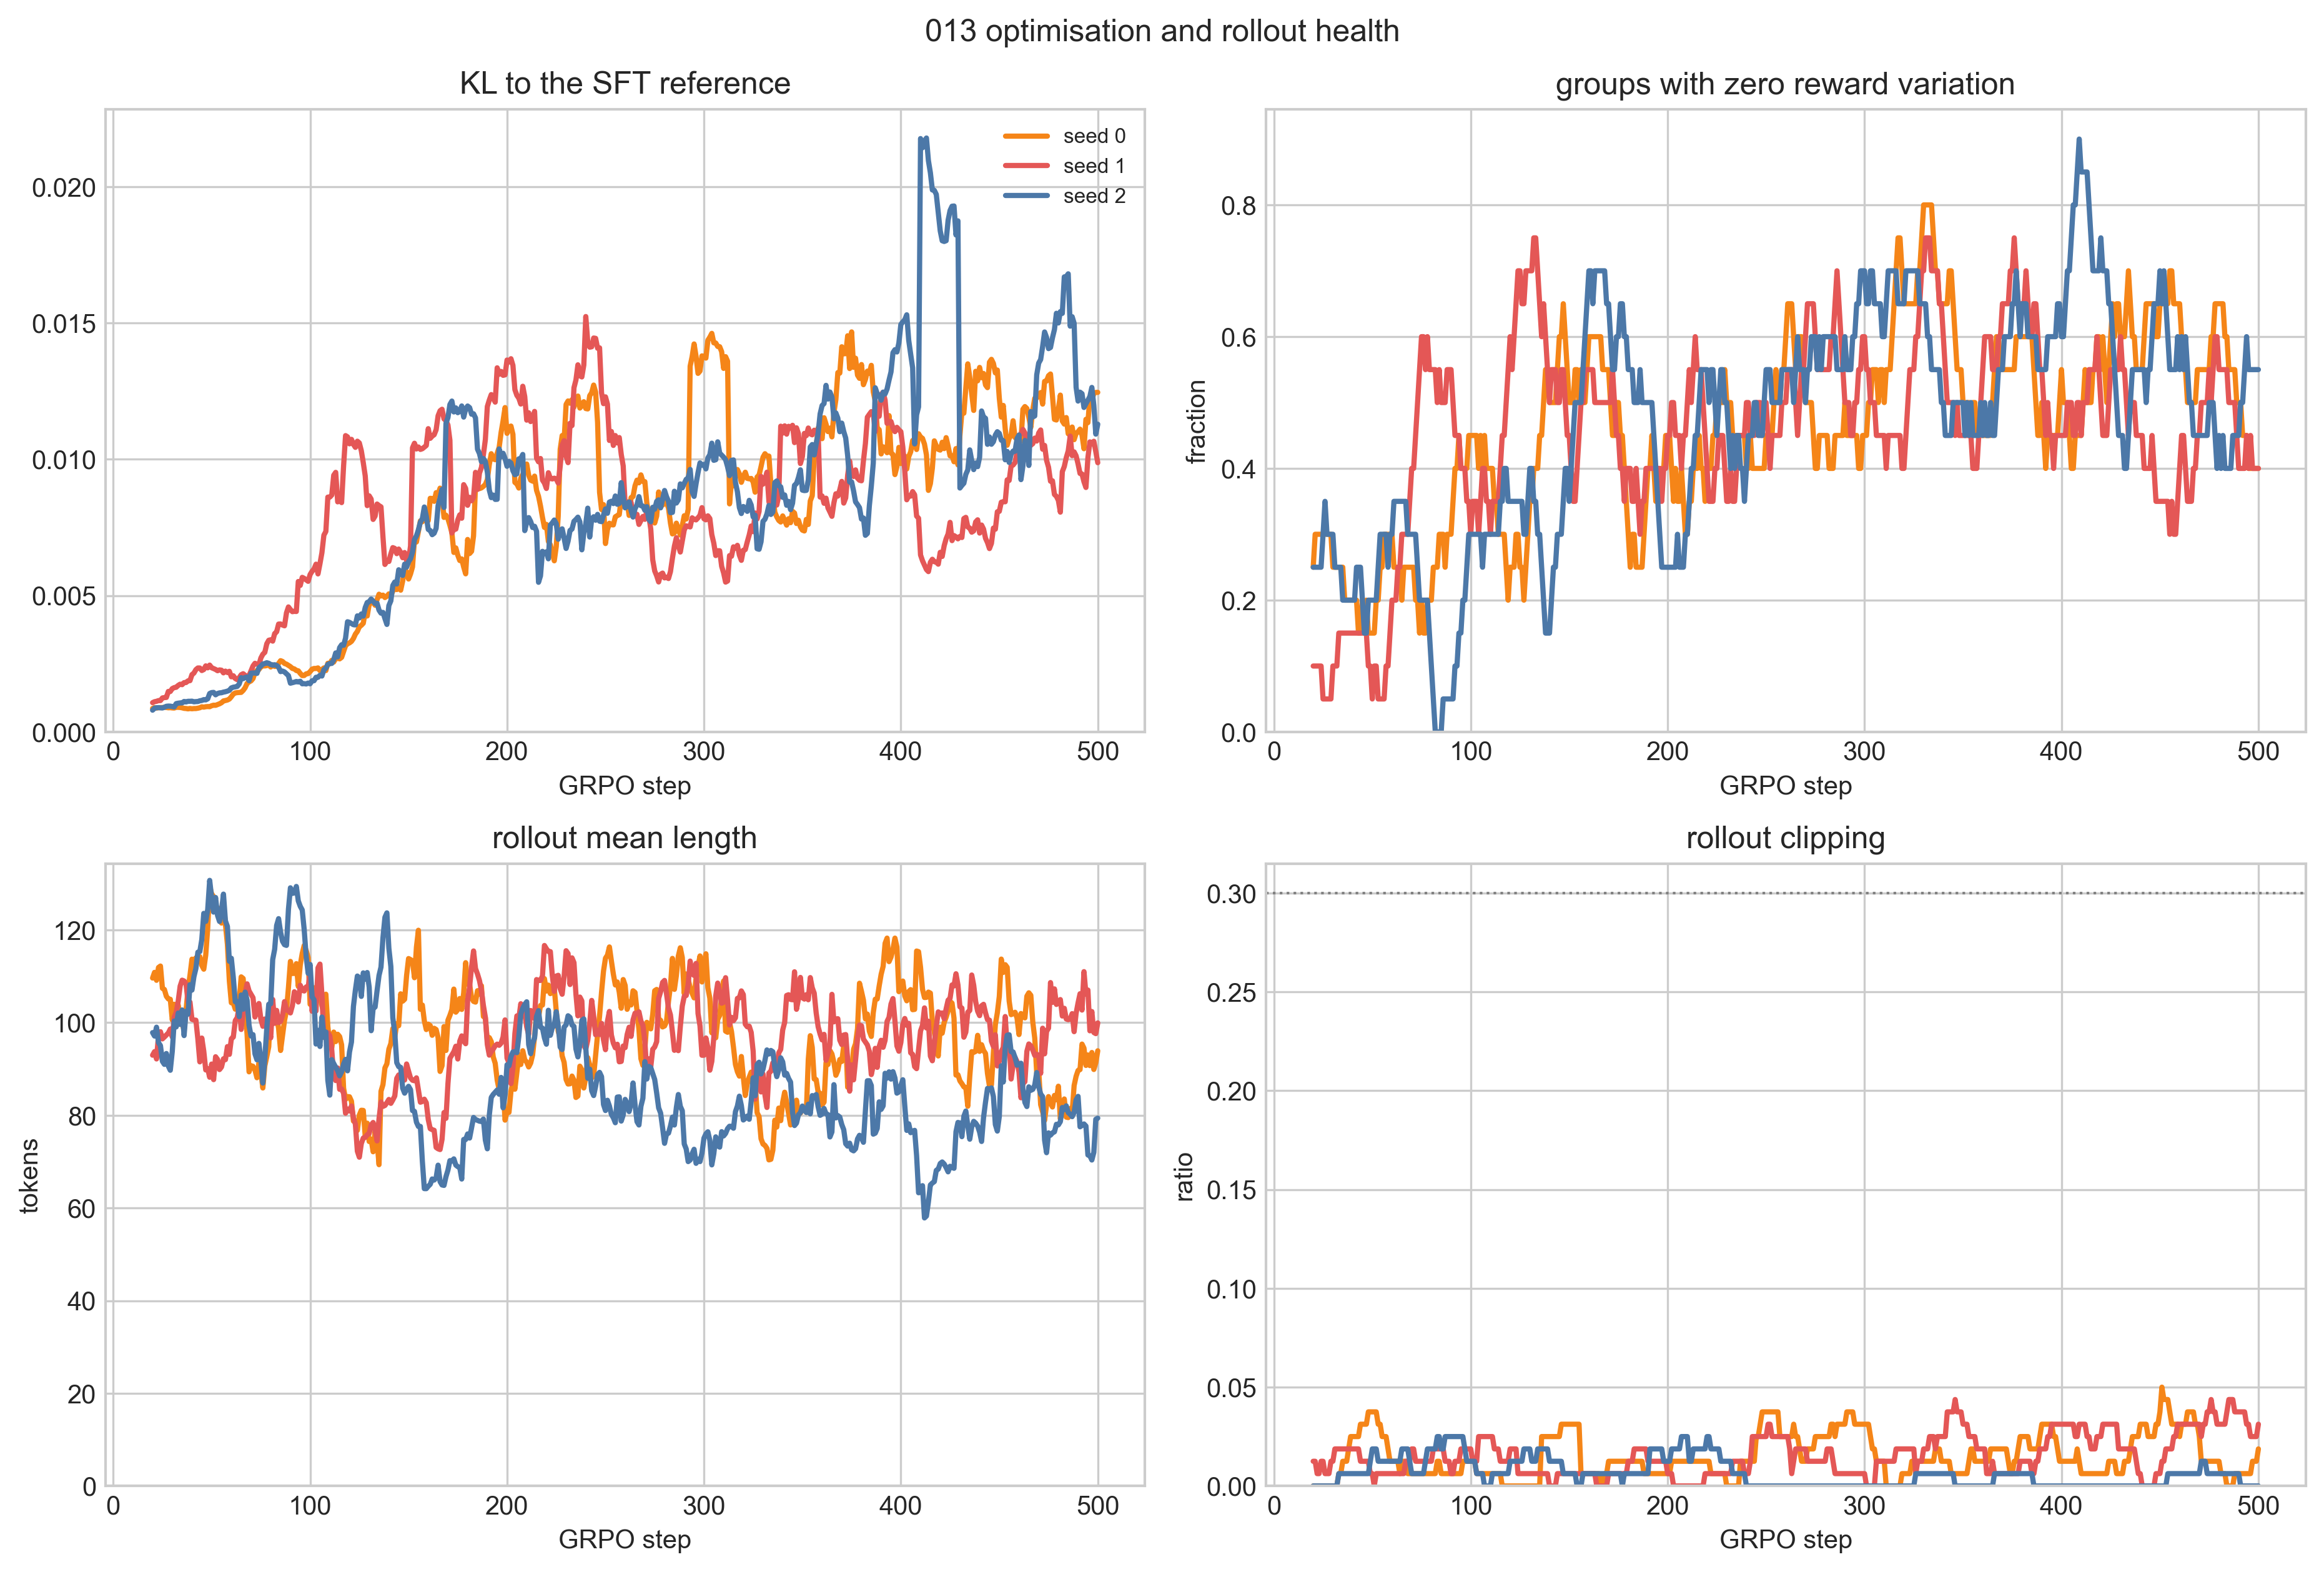 013 optimisation and rollout health
KL to the SFT reference
seed 0
seed 1
seed 2
0.020
0.015
0.010
0.005
0.000
0 100 200 300 400 500
GRPO step
groups with zero reward variation
fraction
0.8
0.6
0.4
0.2
0.0
0 100 200 300 400 500
GRPO step
rollout mean length
tokens
120
100
80
60
40
20
0
0 100 200 300 400 500
GRPO step
rollout clipping
ratio
0.30
0.25
0.20
0.15
0.10
0.05
0.00
0 100 200 300 400 500
GRPO step